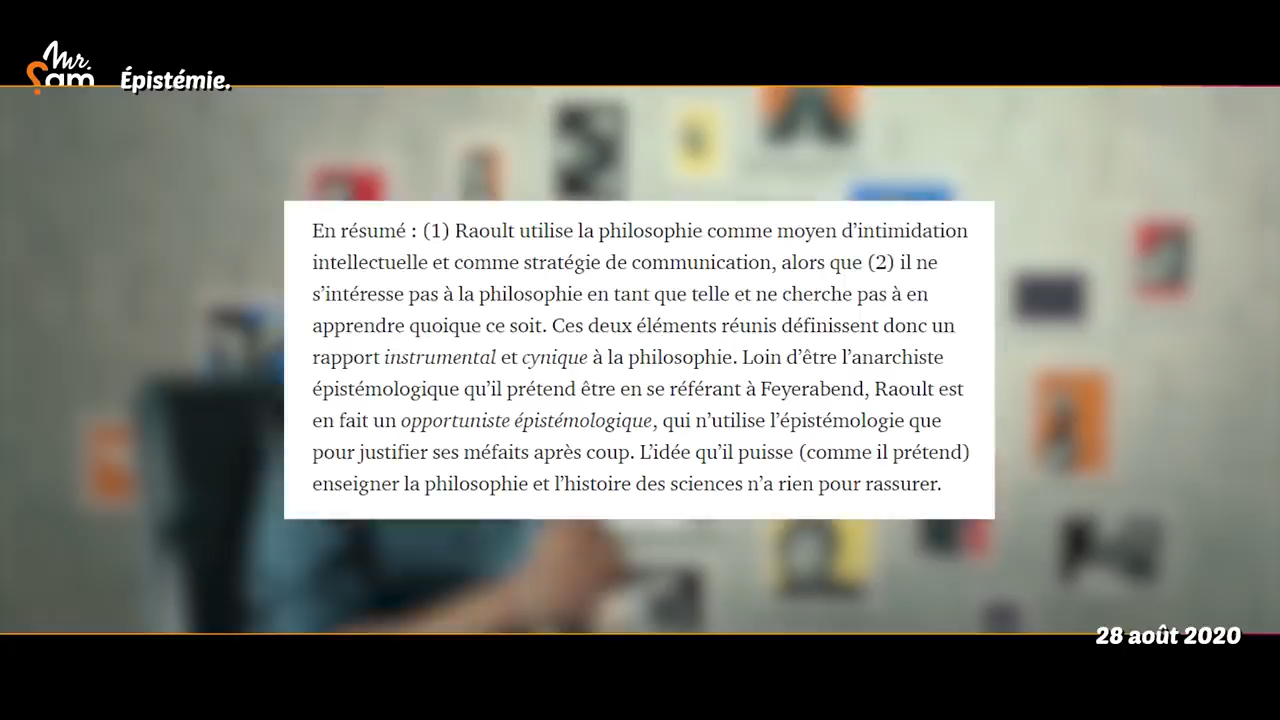 Mr.
Sam
Épistémie.
En résumé : (1) Raoult utilise la philosophie comme moyen d’intimidation
intellectuelle et comme stratégie de communication, alors que (2) il ne
s’intéresse pas à la philosophie en tant que telle et ne cherche pas à en
apprendre quoique ce soit. Ces deux éléments réunis définissent donc un
rapport instrumental et cynique à la philosophie. Loin d’être l’anarchiste
épistémologique qu’il prétend être en se référant à Feyerabend, Raoult est
en fait un opportuniste épistémologique, qui n’utilise l’épistémologie que
pour justifier ses méfaits après coup. L’idée qu’il puisse (comme il prétend)
enseigner la philosophie et l’histoire des sciences n’a rien pour rassurer.
28 août 2020